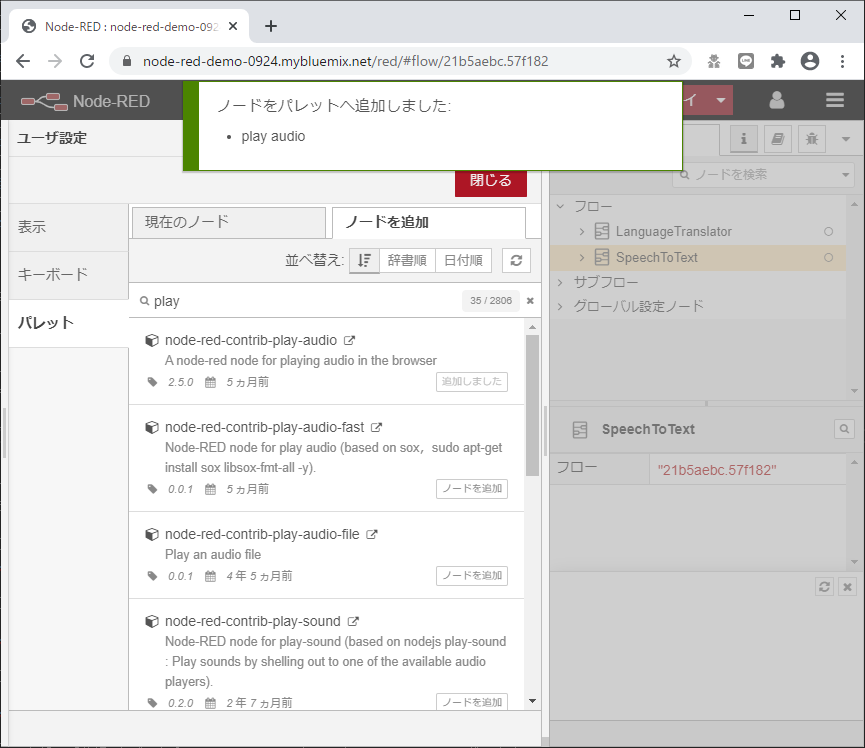 Node-RED : node-red-demo-092
node-red-demo-0924.mybluemix.net/red/#flow/21b5aebc.57f182
Node-RED
イ
ノードをパレットへ追加しました:
play audio
ユーザ設定
閉じる
ノードを検索
表示
キーボード
パレット
現在のノード
ノードを追加
並べ替え:
辞書順
日付順
play
35 / 2806
node-red-contrib-play-audio
A node-red node for playing audio in the browser
2.5.0
5 ヵ月前
追加しました
node-red-contrib-play-audio-fast
Node-RED node for play audio (based on sox，sudo apt-get
install sox libsox-fmt-all -y).
0.0.1
5 ヵ月前
ノードを追加
node-red-contrib-play-audio-file
Play an audio file
0.0.1
4 年 5 ヵ月前
ノードを追加
node-red-contrib-play-sound
Node-RED node for play-sound (based on nodejs play-sound
: Play sounds by shelling out to one of the available audio
players).
0.2.0
2 年 7 ヵ月前
ノードを追加
フロー
LanguageTranslator
SpeechToText
サブフロー
グローバル設定ノード
SpeechToText
フロー
"21b5aebc.57f182"